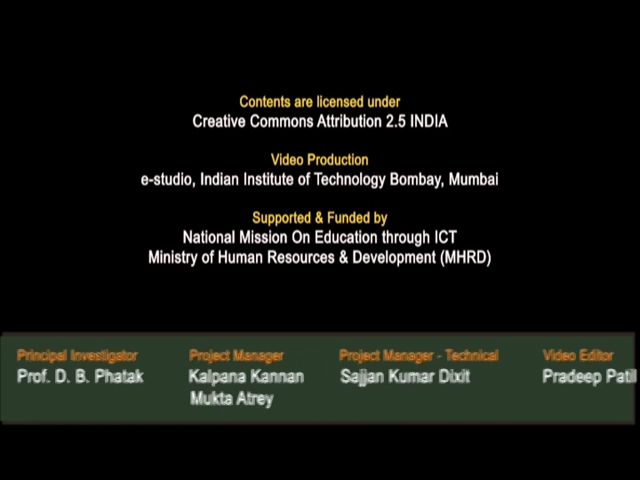 Contents are licensed under
Creative Commons Attribution 2.5 INDIA
Video Production
e-studio, Indian Institute of Technology Bombay, Mumbai
Supported & Funded by
National Mission On Education through ICT
Ministry of Human Resources & Development (MHRD)
Principal Investigator
Prof. D. B. Phatak
Project Manager
Kalpana Kannan
Mukta Atrey
Project Manager - Technical
Sajjan Kumar Dixit
Video Editor
Pradeep Patil